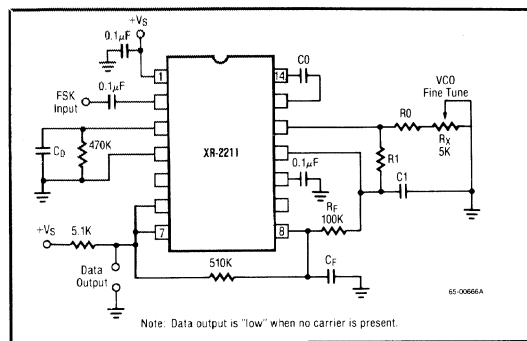 +VS
0.1µF
1
14
C0
0.1µF
FSK
Input
VCO
Fine Tune
R0
RX
5K
XR-2211
CD
470K
R1
0.1µF
C1
RF
100K
+VS
5.1K
7
8
Data
Output
510K
CF
65-00666A
Note: Data output is "low" when no carrier is present.